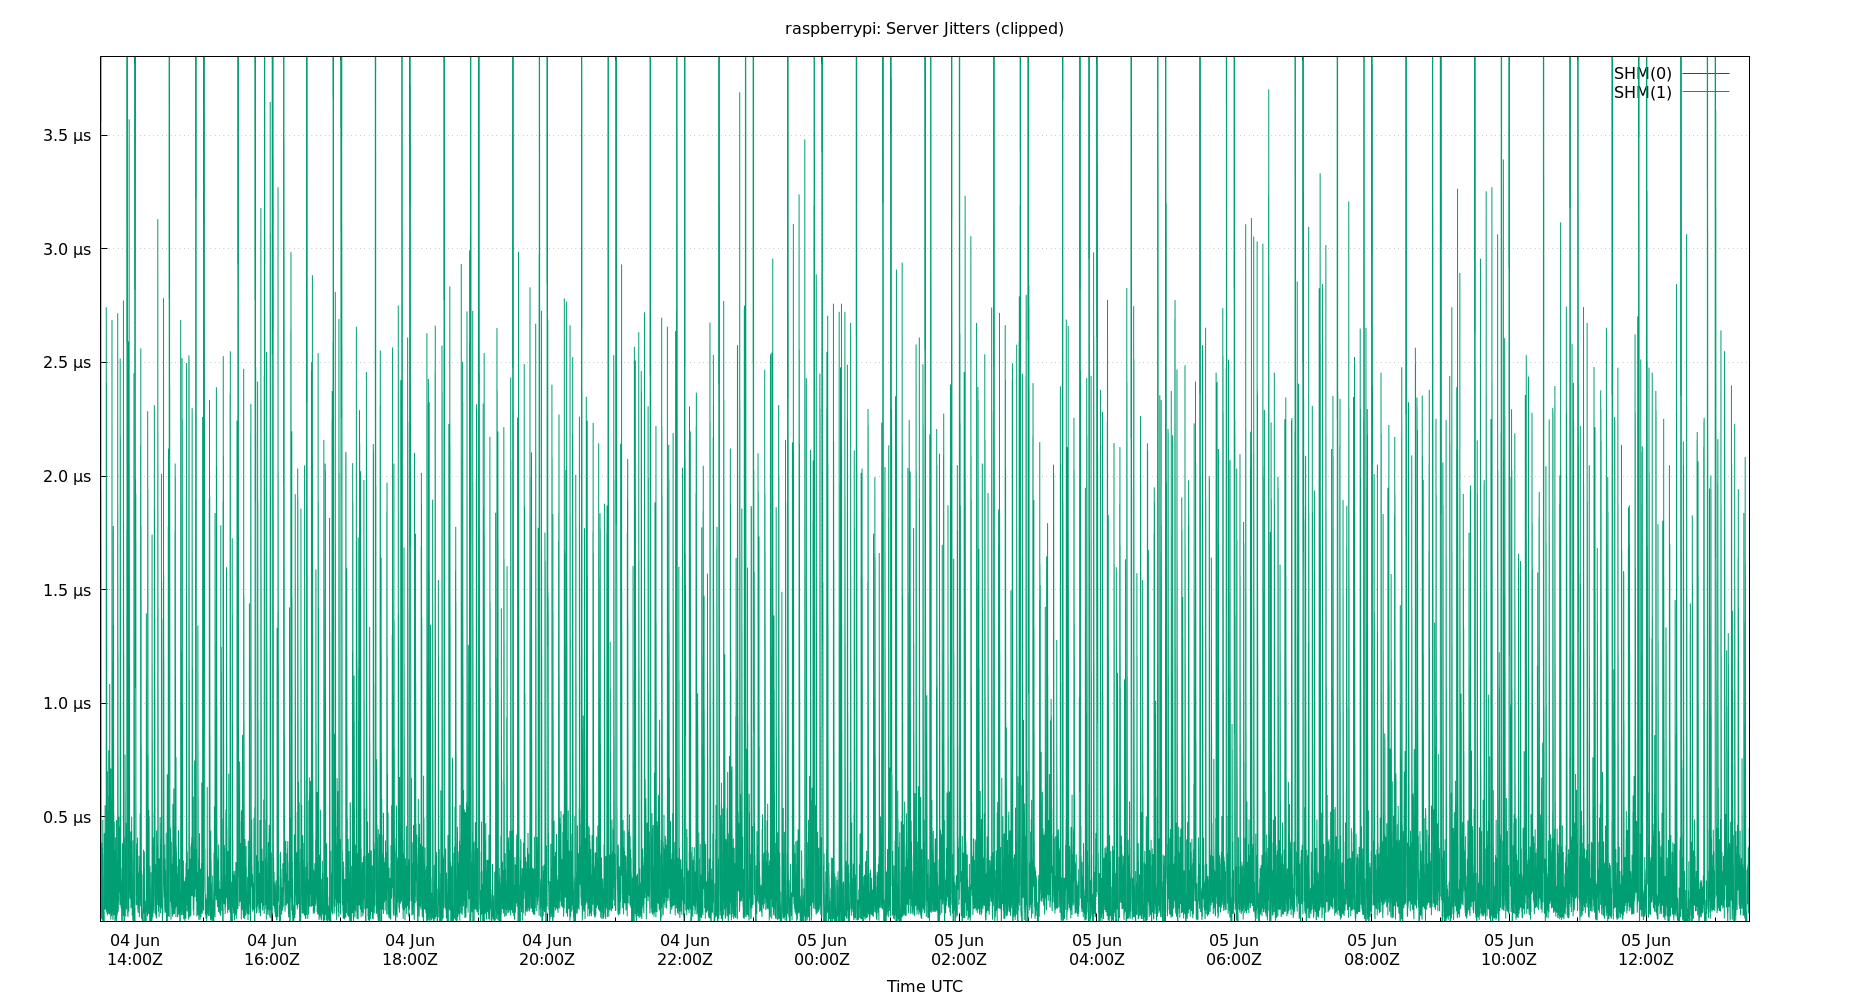 raspberrypi: Server Jitters (clipped)
SHM(0)
SHM(1)
3.5 µs
3.0 µs
2.5 µs
2.0 µs
1.5 µs
1.0 µs
0.5 µs
04 Jun 04 Jun 04 Jun 04 Jun 04 Jun 05 Jun 05 Jun 05 Jun 05 Jun 05 Jun 05 Jun 05 Jun
14:00Z 16:00Z 18:00Z 20:00Z 22:00Z 00:00Z 02:00Z 04:00Z 06:00Z 08:00Z 10:00Z 12:00Z
Time UTC